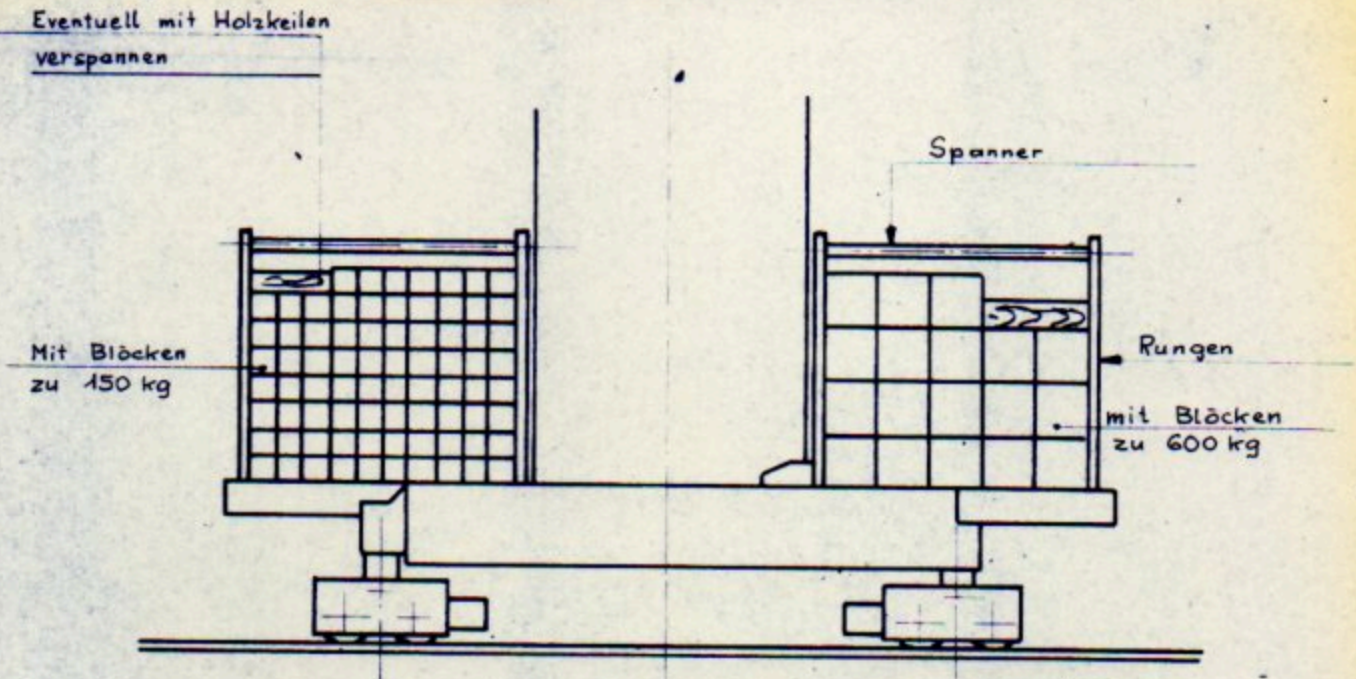 Eventuell mit Holzkeilen
verspannen
Spanner
Mit Blöcken
zu 150 kg
Rungen
mit Blöcken
zu 600 kg